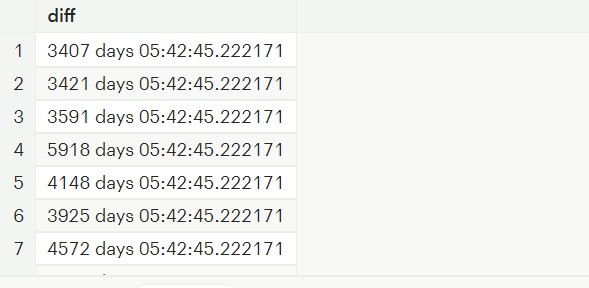 diff
1 3407 days 05:42:45.222171
2 3421 days 05:42:45.222171
3 3591 days 05:42:45.222171
4 5918 days 05:42:45.222171
5 4148 days 05:42:45.222171
6 3925 days 05:42:45.222171
7 4572 days 05:42:45.222171